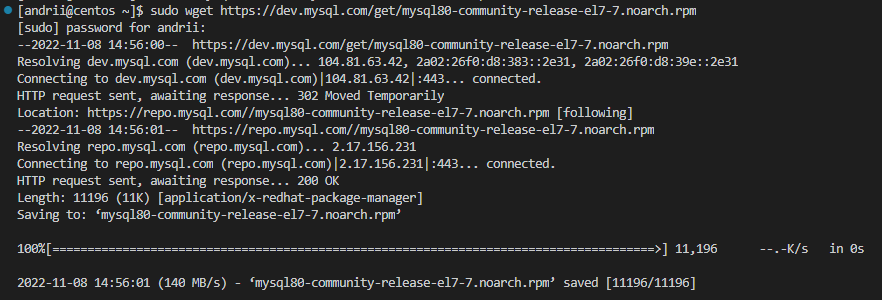 [andrii@centos ~]$ sudo wget https://dev.mysql.com/get/mysql80-community-release-el7-7.noarch.rpm
[sudo] password for andrii:
--2022-11-08 14:56:00--  https://dev.mysql.com/get/mysql80-community-release-el7-7.noarch.rpm
Resolving dev.mysql.com (dev.mysql.com)... 104.81.63.42, 2a02:26f0:d8:383::2e31, 2a02:26f0:d8:39e::2e31
Connecting to dev.mysql.com (dev.mysql.com)|104.81.63.42|:443... connected.
HTTP request sent, awaiting response... 302 Moved Temporarily
Location: https://repo.mysql.com//mysql80-community-release-el7-7.noarch.rpm [following]
--2022-11-08 14:56:01--  https://repo.mysql.com//mysql80-community-release-el7-7.noarch.rpm
Resolving repo.mysql.com (repo.mysql.com)... 2.17.156.231
Connecting to repo.mysql.com (repo.mysql.com)|2.17.156.231|:443... connected.
HTTP request sent, awaiting response... 200 OK
Length: 11196 (11K) [application/x-redhat-package-manager]
Saving to: ‘mysql80-community-release-el7-7.noarch.rpm’
100%[======================================================================================>] 11,196      --.-K/s   in 0s
2022-11-08 14:56:01 (140 MB/s) - ‘mysql80-community-release-el7-7.noarch.rpm’ saved [11196/11196]